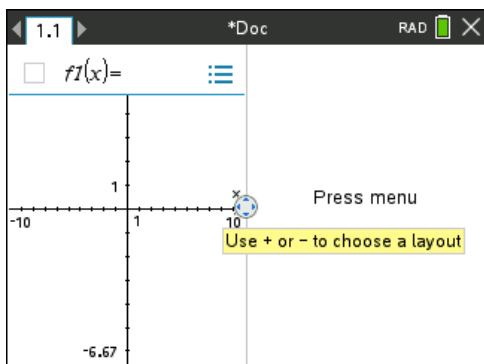 1.1 *Doc RAD
f1(x)=
1
x
-10 1 10
Press menu
Use + or – to choose a layout
-6.67